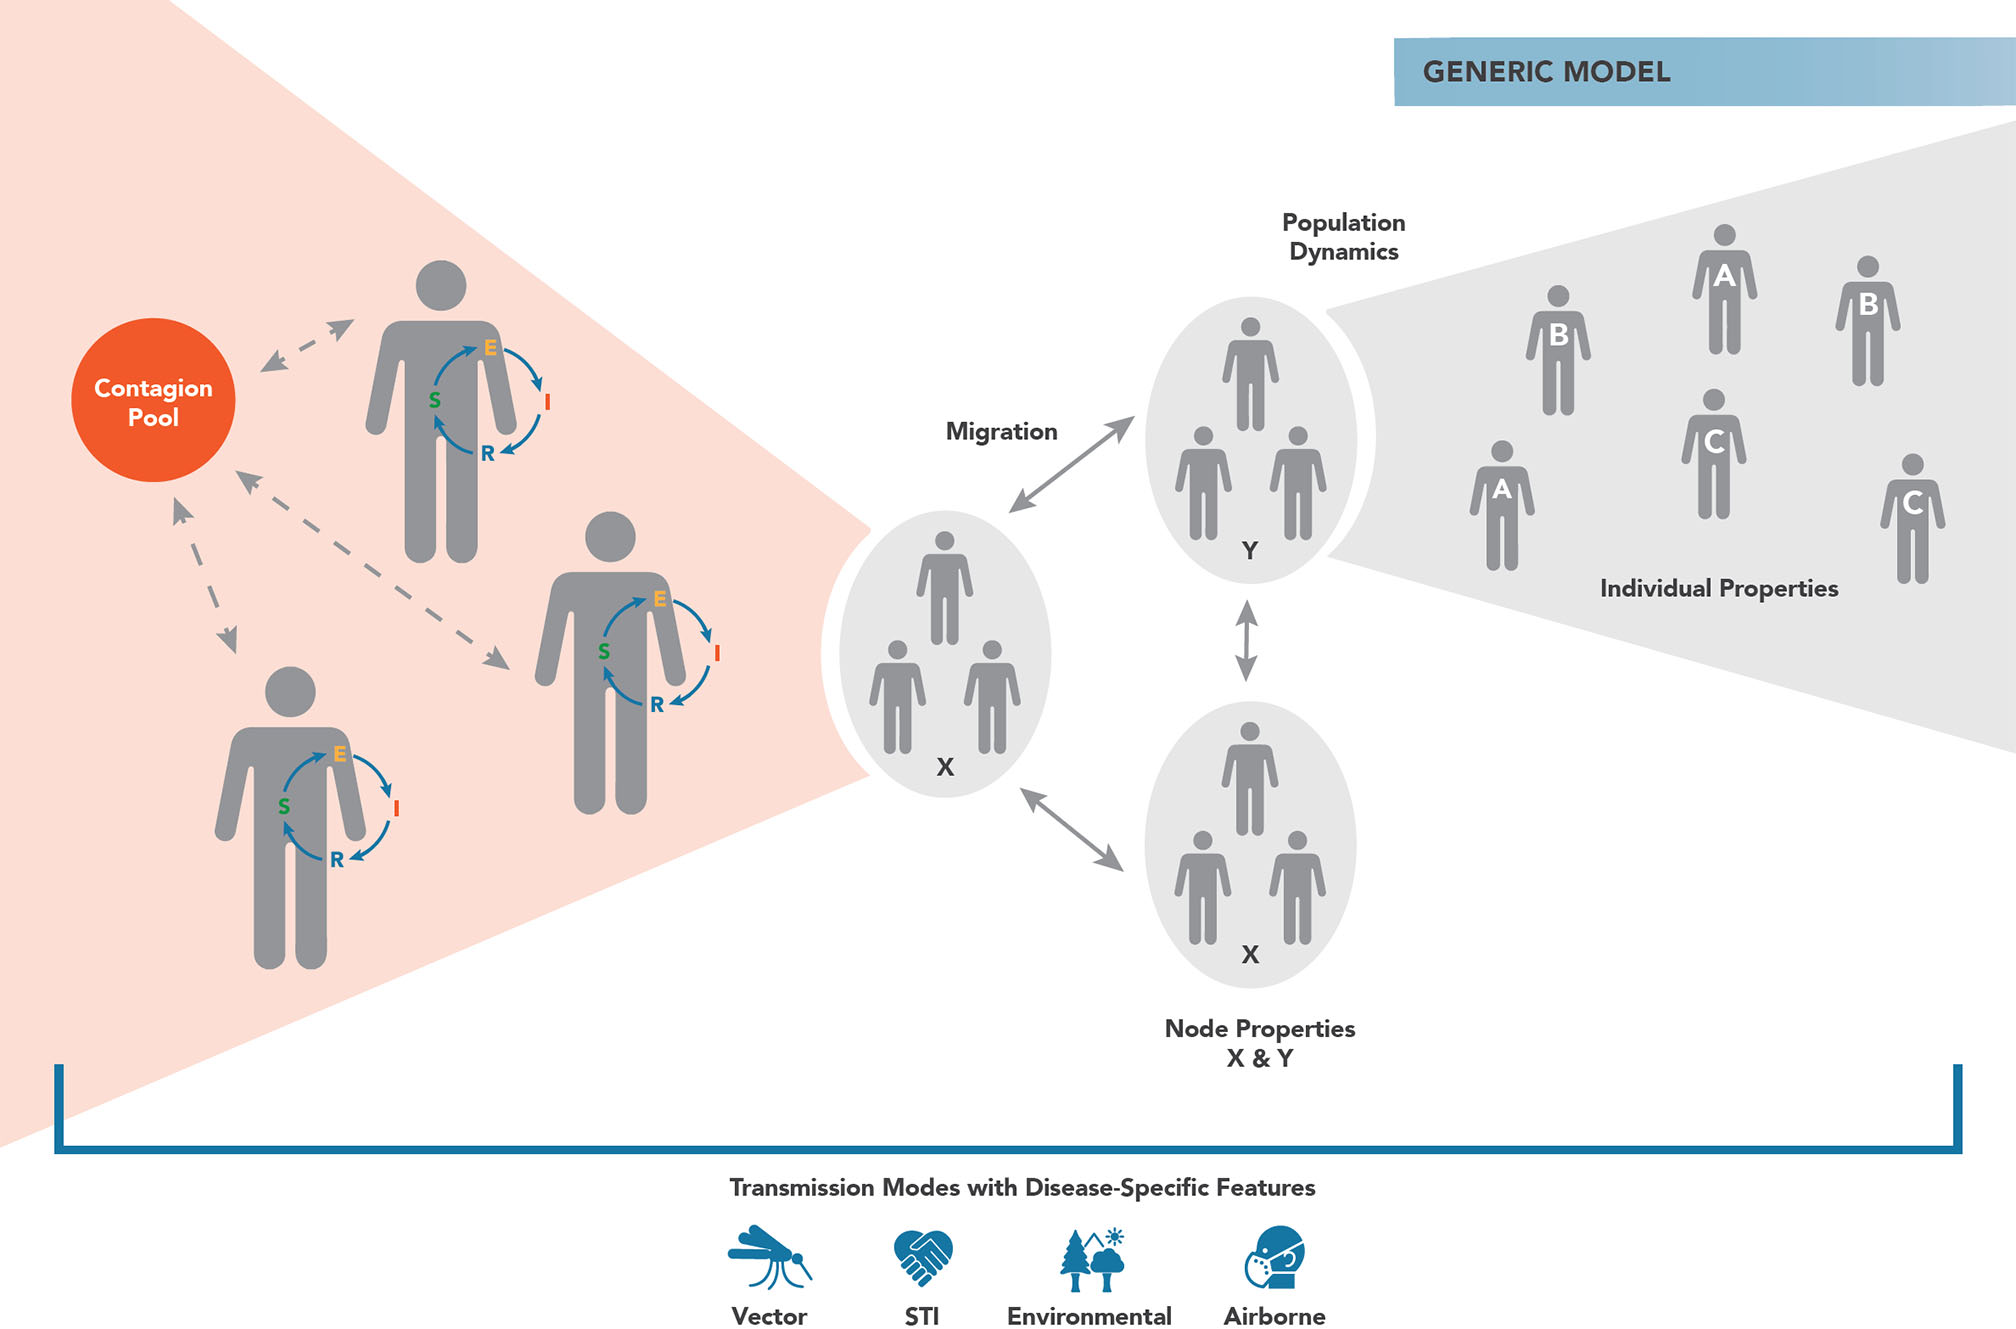 GENERIC MODEL
Population
Dynamics
A
B
B
C
A
C
Individual Properties
Contagion
Pool
E
S
I
R
E
S
I
R
E
S
I
R
Migration
Y
X
X
Node Properties
X & Y
Transmission Modes with Disease-Specific Features
Vector
STI
Environmental
Airborne